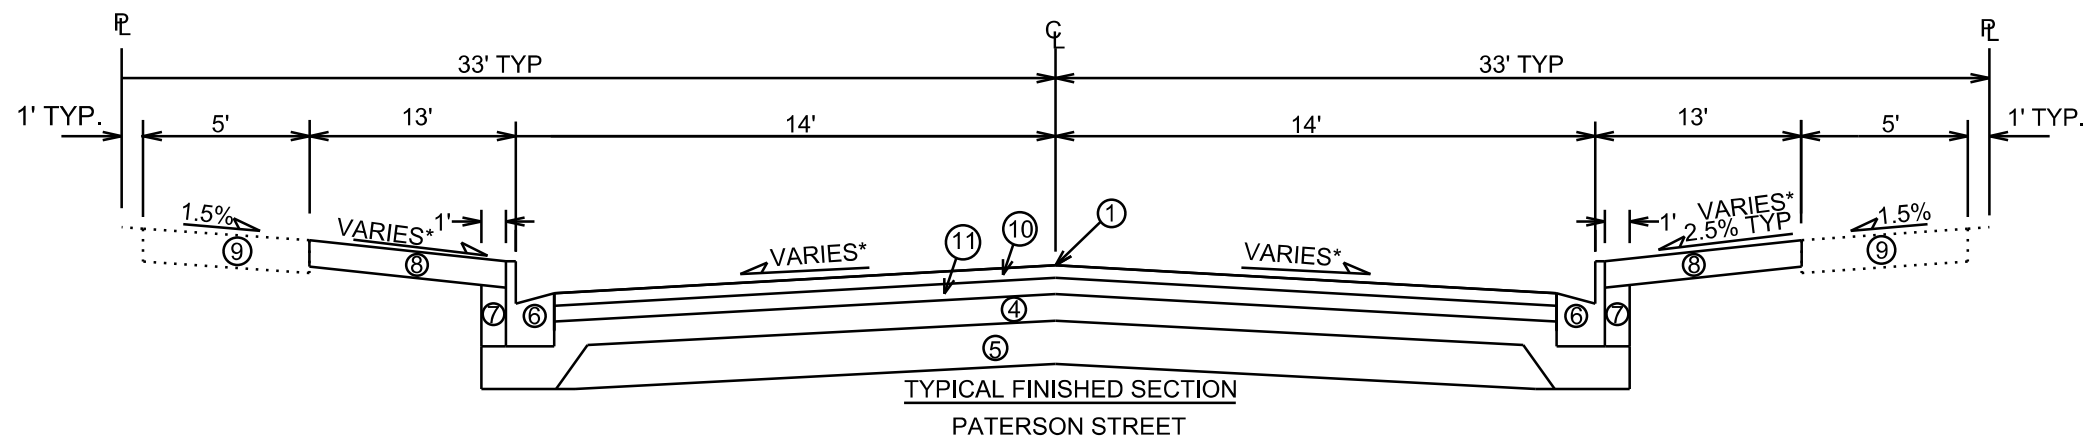 PL CL PL
33' TYP 33' TYP
1' TYP. 5' 13' 14' 14' 13' 5' 1' TYP.
1.5% VARIES* 1' VARIES* VARIES* 1' VARIES* 1.5%
2.5% TYP
9 8 11 10 1 8 9
7 6 4 6 7
5
TYPICAL FINISHED SECTION
PATERSON STREET